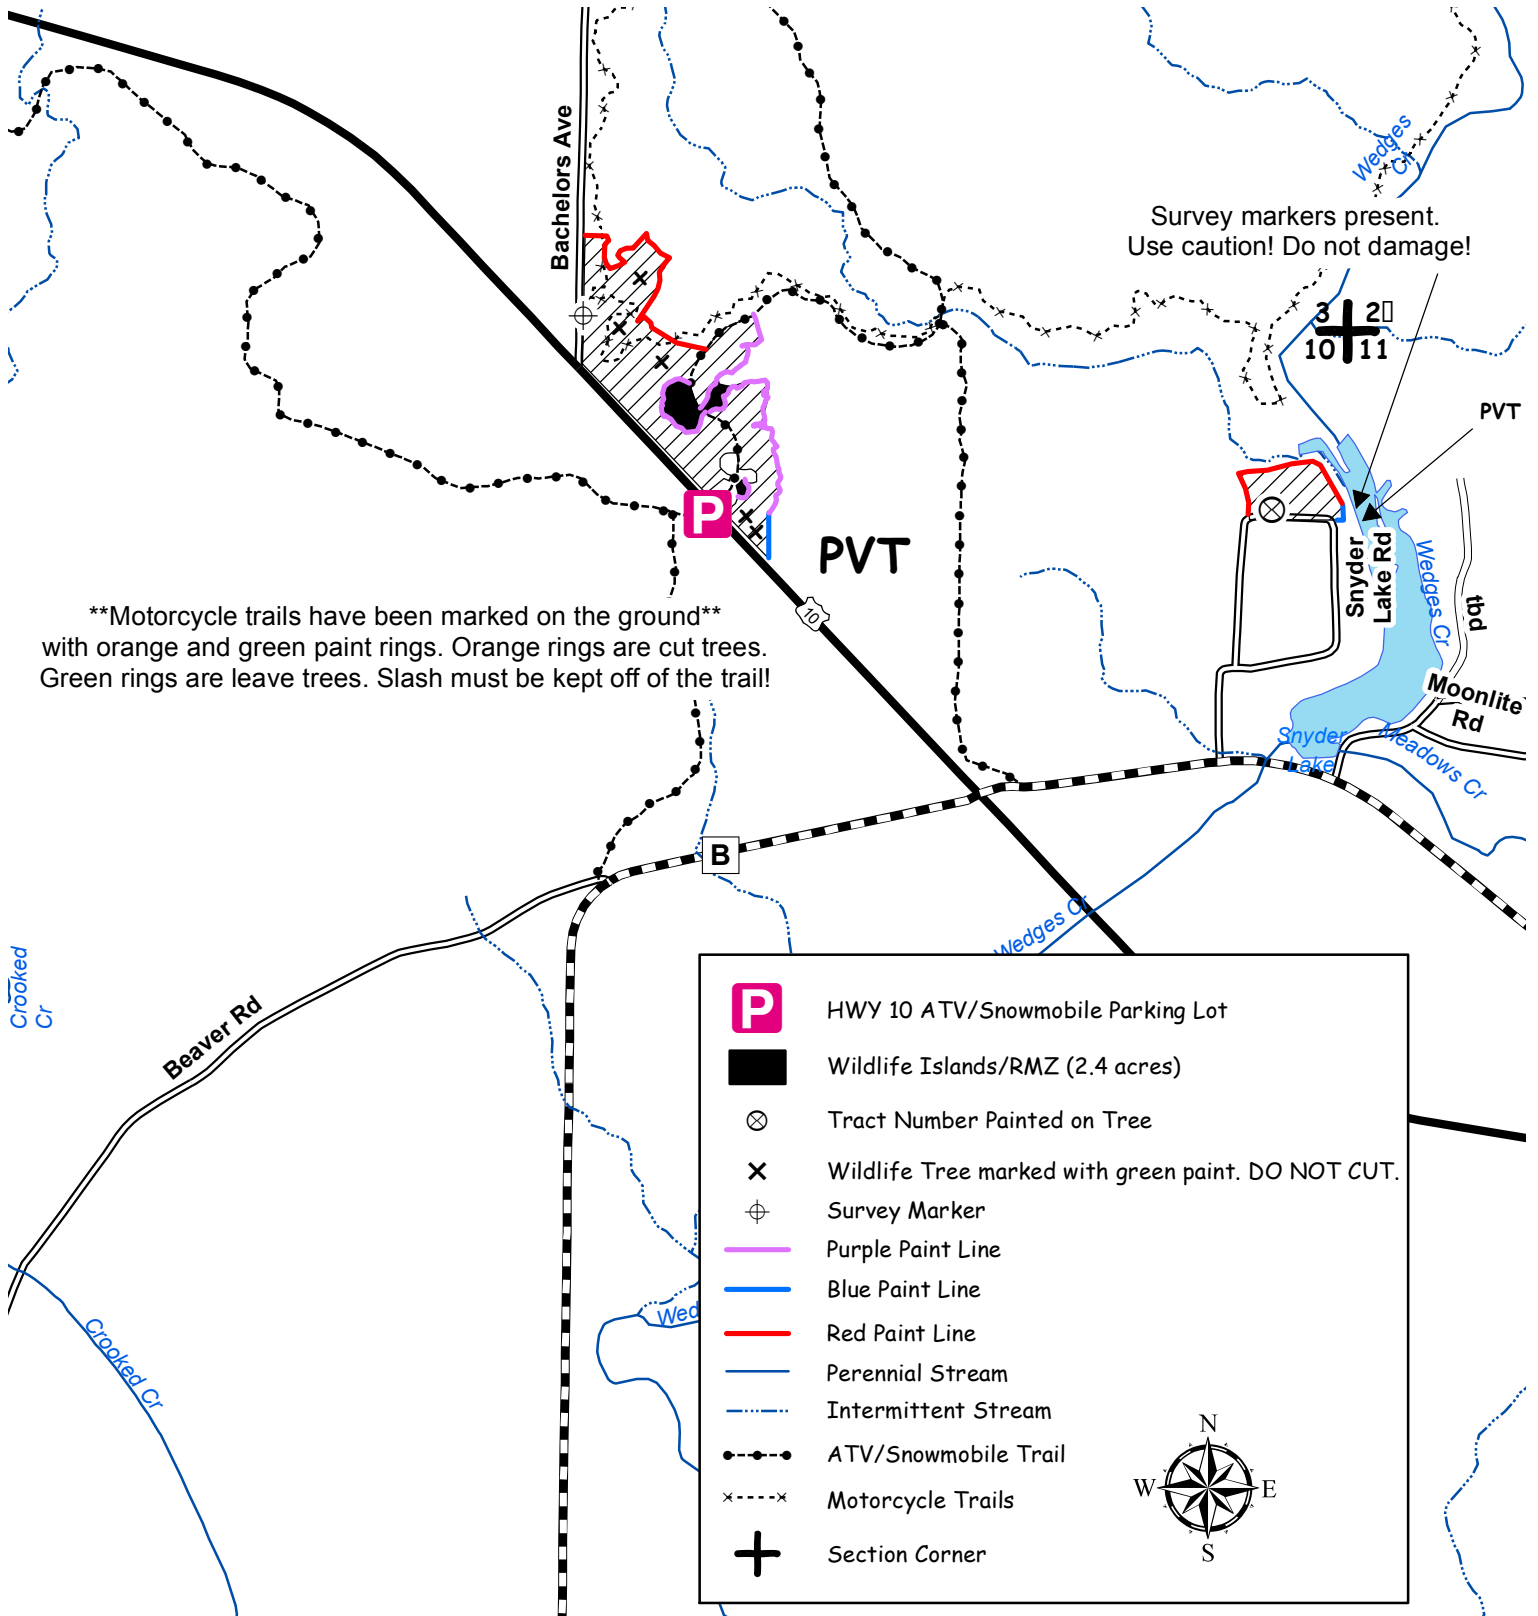 Bachelors Ave
Wedges
Cr
Survey markers present.
Use caution! Do not damage!
3 2
10 11
PVT
P
PVT
Snyder
Lake Rd
Wedges Cr
tbd
10
**Motorcycle trails have been marked on the ground**
with orange and green paint rings. Orange rings are cut trees.
Green rings are leave trees. Slash must be kept off of the trail!
Moonlite
Rd
Snyder
Lake
Meadows Cr
B
Wedges Cr
Crooked
Cr
Beaver Rd
Crooked Cr
Wed
P HWY 10 ATV/Snowmobile Parking Lot
Wildlife Islands/RMZ (2.4 acres)
Tract Number Painted on Tree
Wildlife Tree marked with green paint. DO NOT CUT.
Survey Marker
Purple Paint Line
Blue Paint Line
Red Paint Line
Perennial Stream
Intermittent Stream
ATV/Snowmobile Trail
Motorcycle Trails
Section Corner
N
W E
S